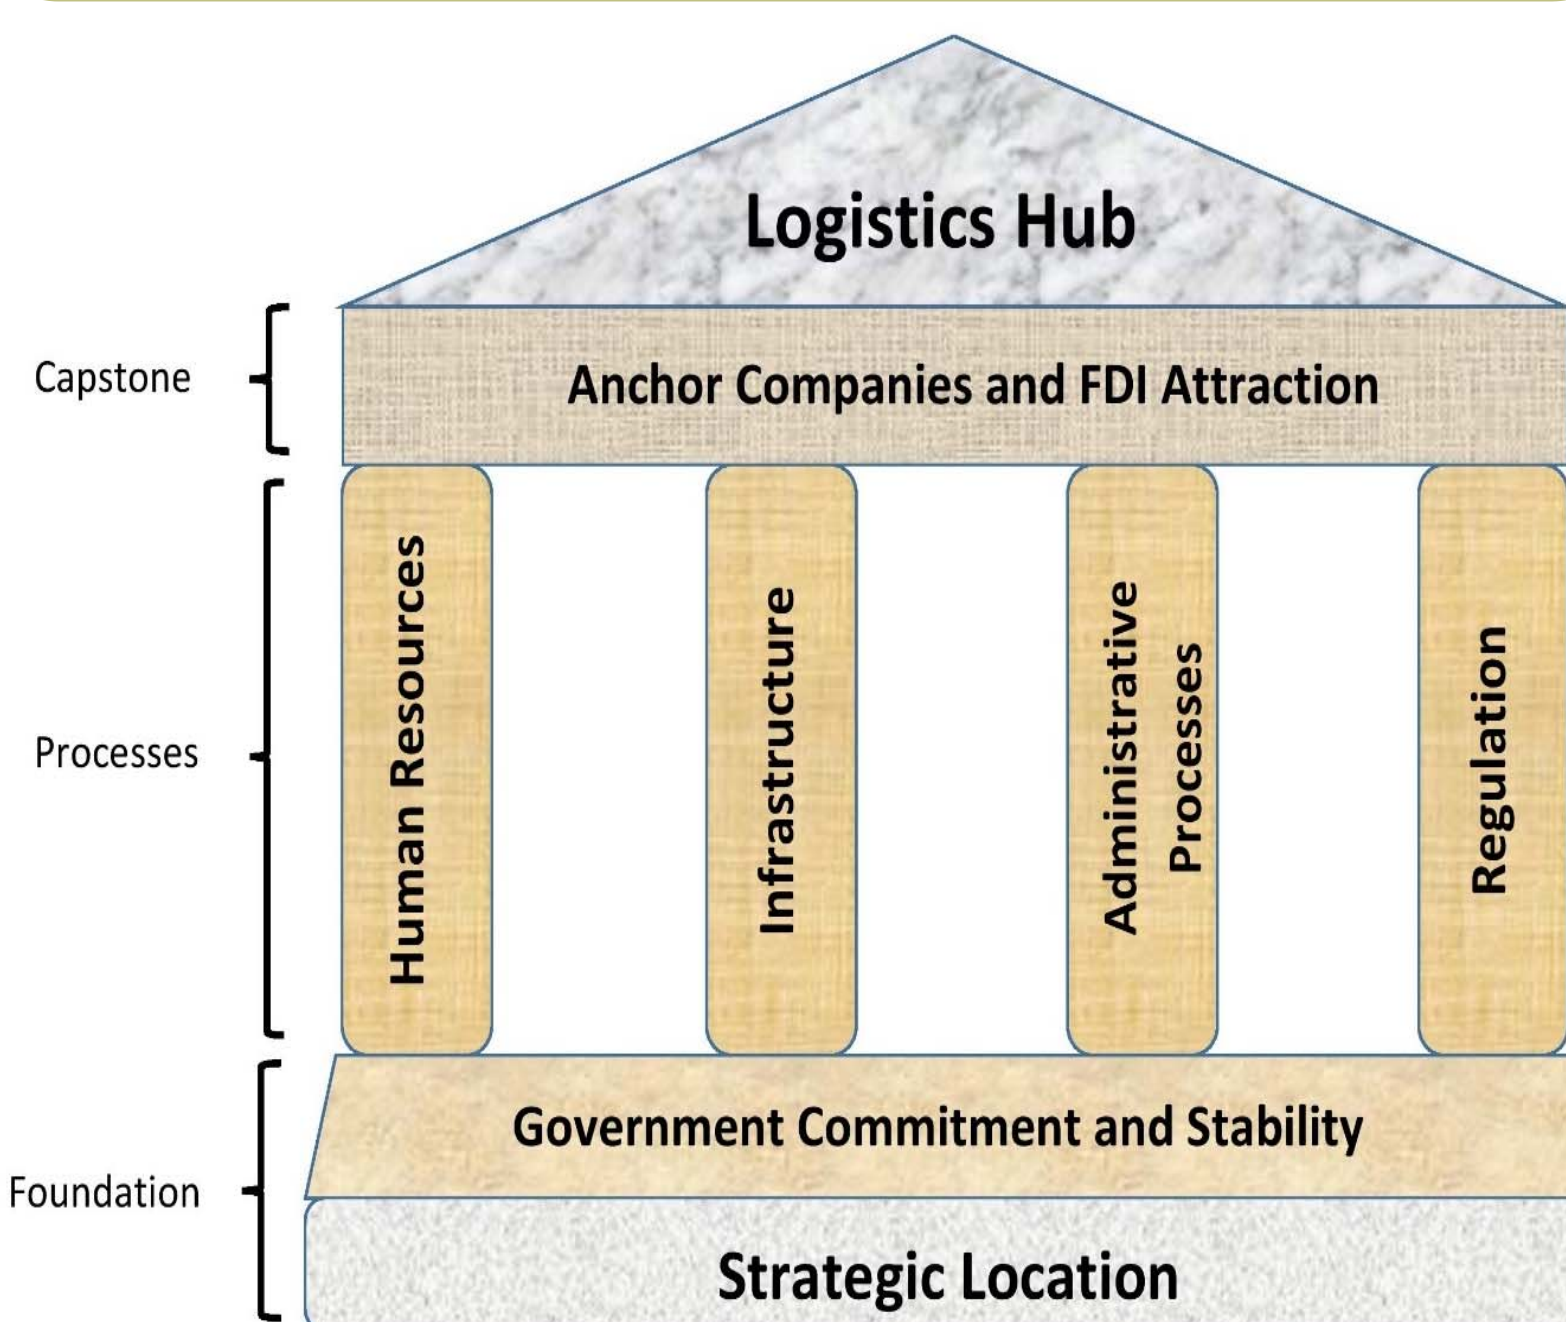 Logistics Hub
Capstone
Anchor Companies and FDI Attraction
Processes
Human Resources
Infrastructure
Administrative
Processes
Regulation
Foundation
Government Commitment and Stability
Strategic Location